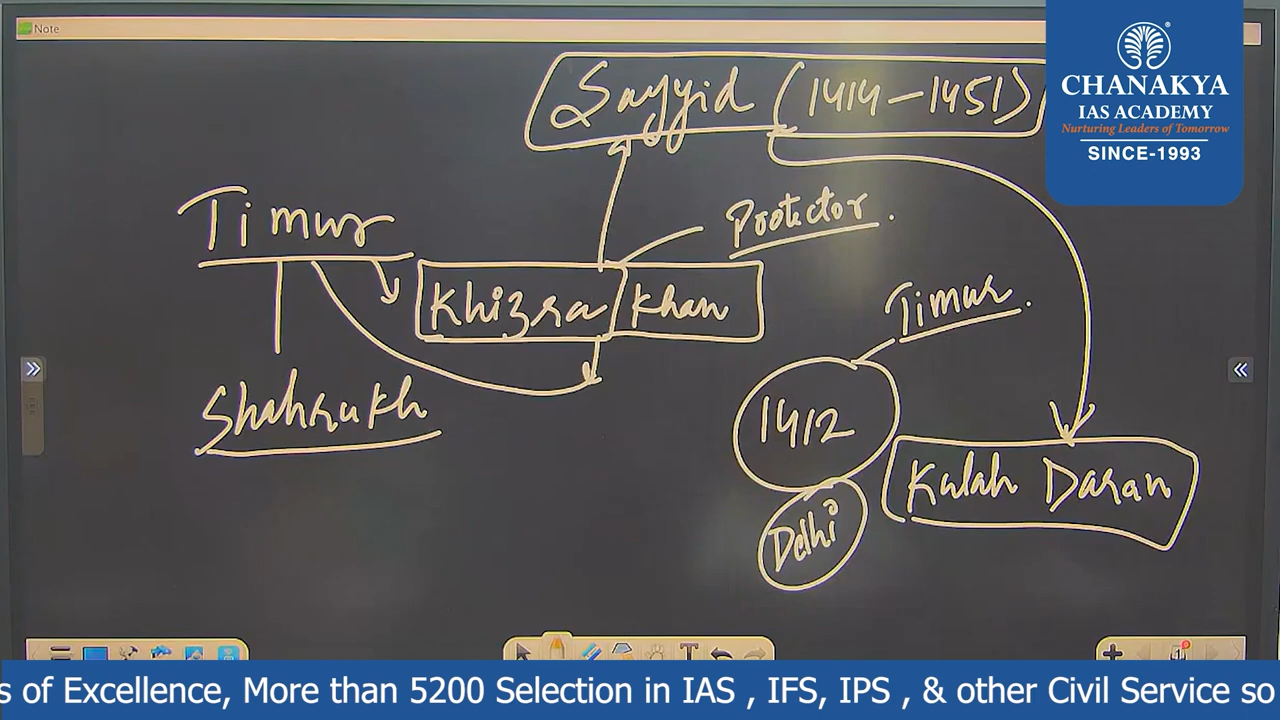 Note
Sayyid (1414-1451)
CHANAKYA
IAS ACADEMY
Nurturing Leaders of Tomorrow
SINCE-1993
Timur
Protector.
Khizra Khan
Timur.
Shahrukh
1412
Kulah Daran
Delhi
T
s of Excellence, More than 5200 Selection in IAS , IFS, IPS , & other Civil Service so